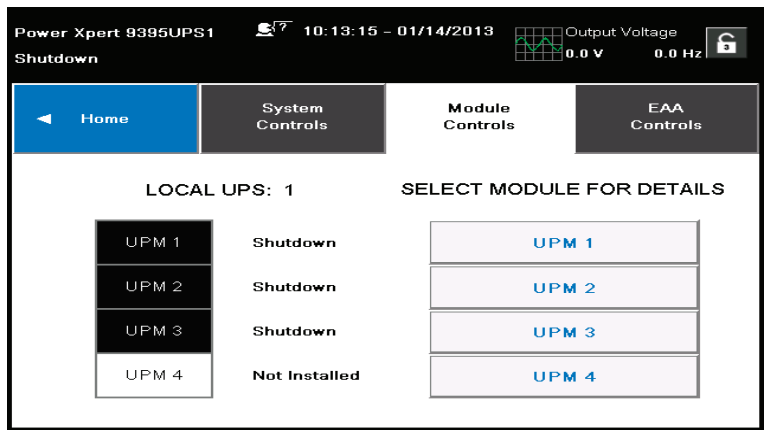 Power Xpert 9395UPS1
? 10:13:15 - 01/14/2013
Output Voltage
Shutdown
0.0 V 0.0 Hz
3
Home
System
Controls
Module
Controls
EAA
Controls
LOCAL UPS: 1
SELECT MODULE FOR DETAILS
UPM 1 Shutdown UPM 1
UPM 2 Shutdown UPM 2
UPM 3 Shutdown UPM 3
UPM 4 Not Installed UPM 4